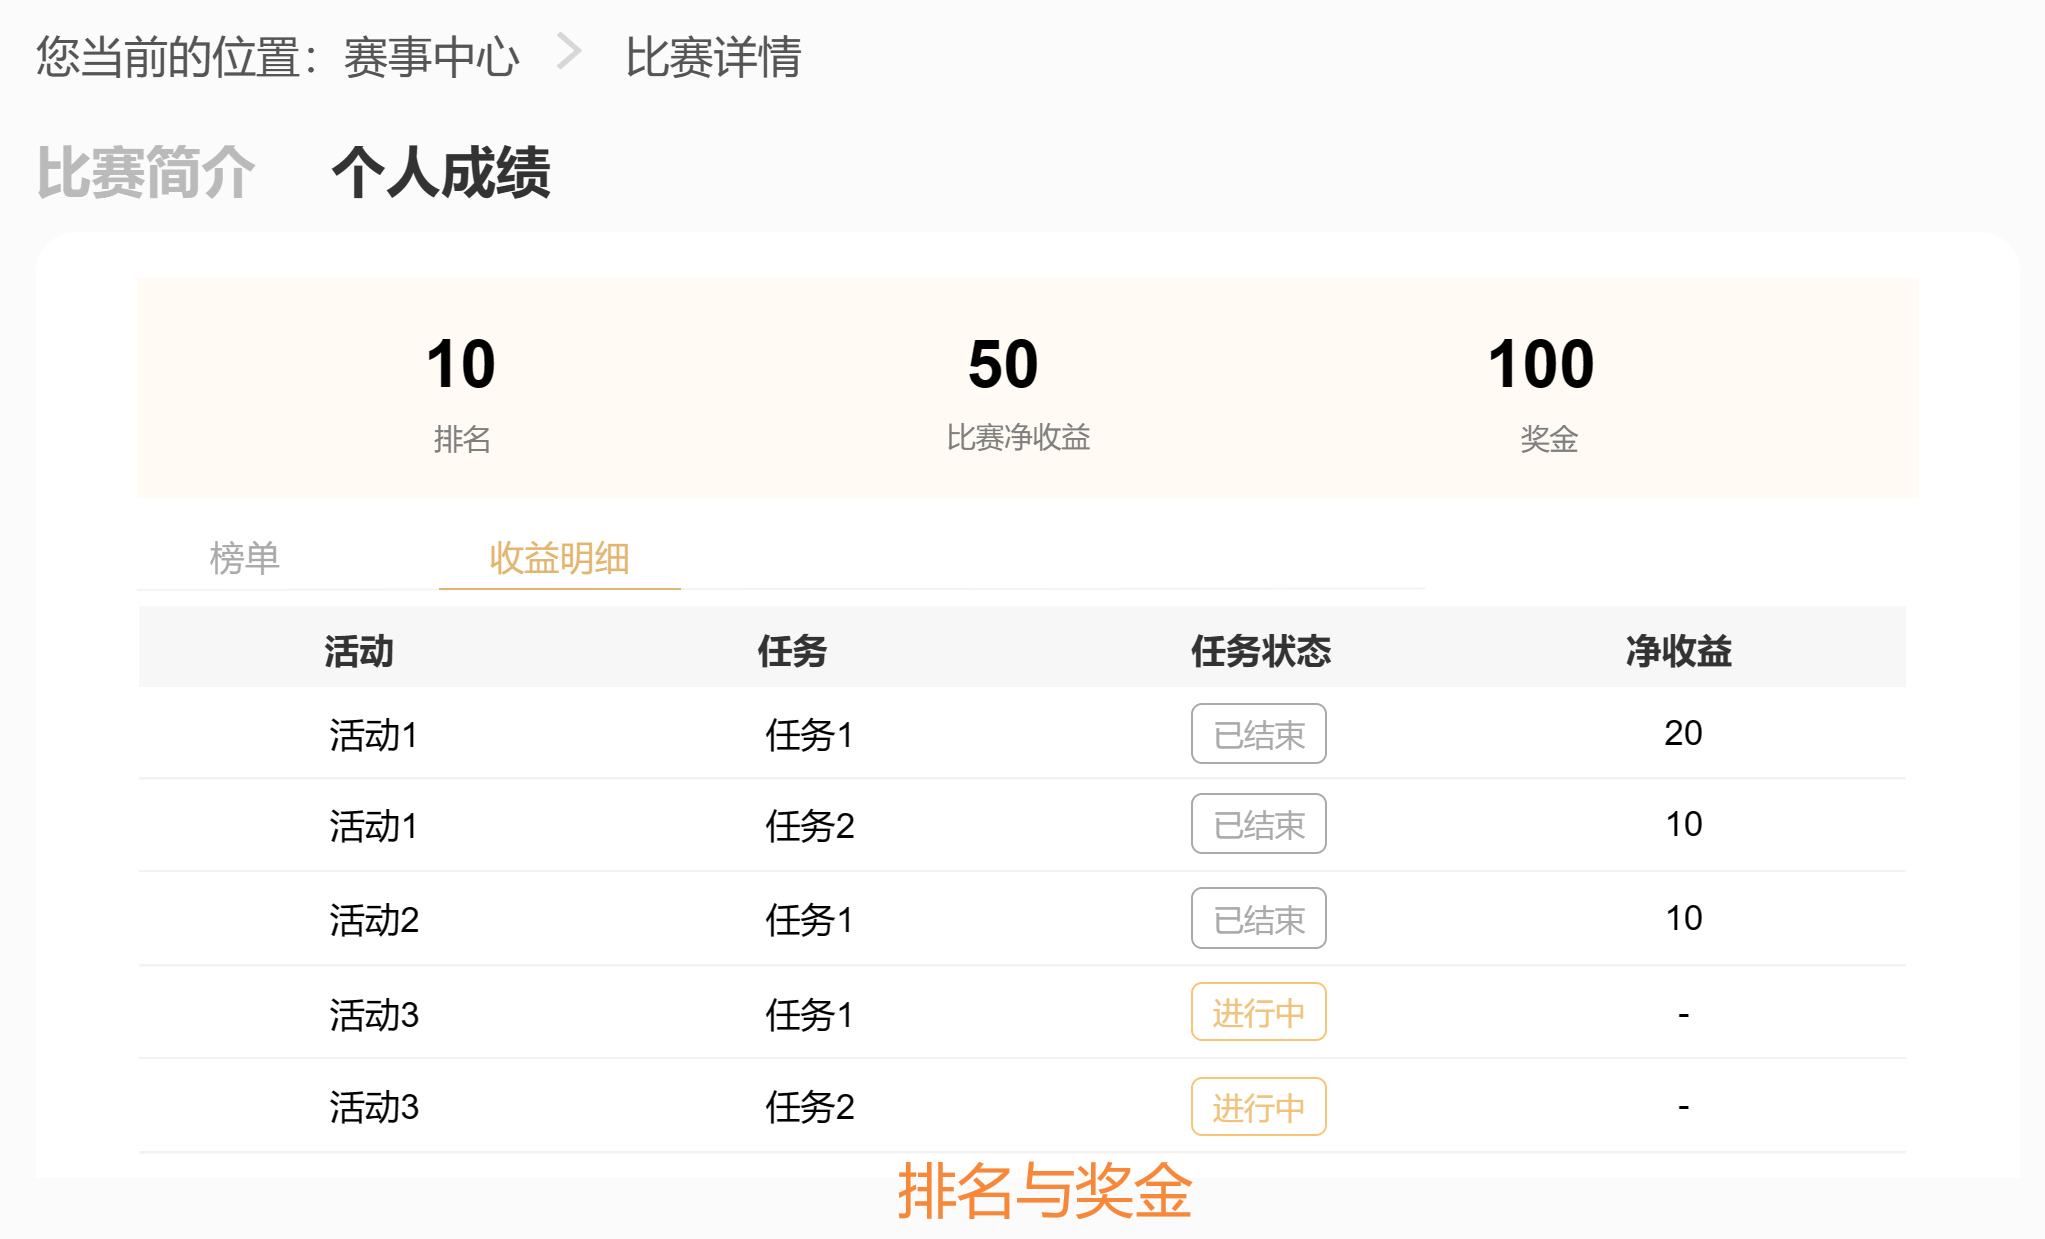 您当前的位置：赛事中心 > 比赛详情
比赛简介 个人成绩
10 50 100
排名 比赛净收益 奖金
榜单 收益明细
活动 任务 任务状态 净收益
活动1 任务1 已结束 20
活动1 任务2 已结束 10
活动2 任务1 已结束 10
活动3 任务1 进行中 -
活动3 任务2 进行中 -
排名与奖金